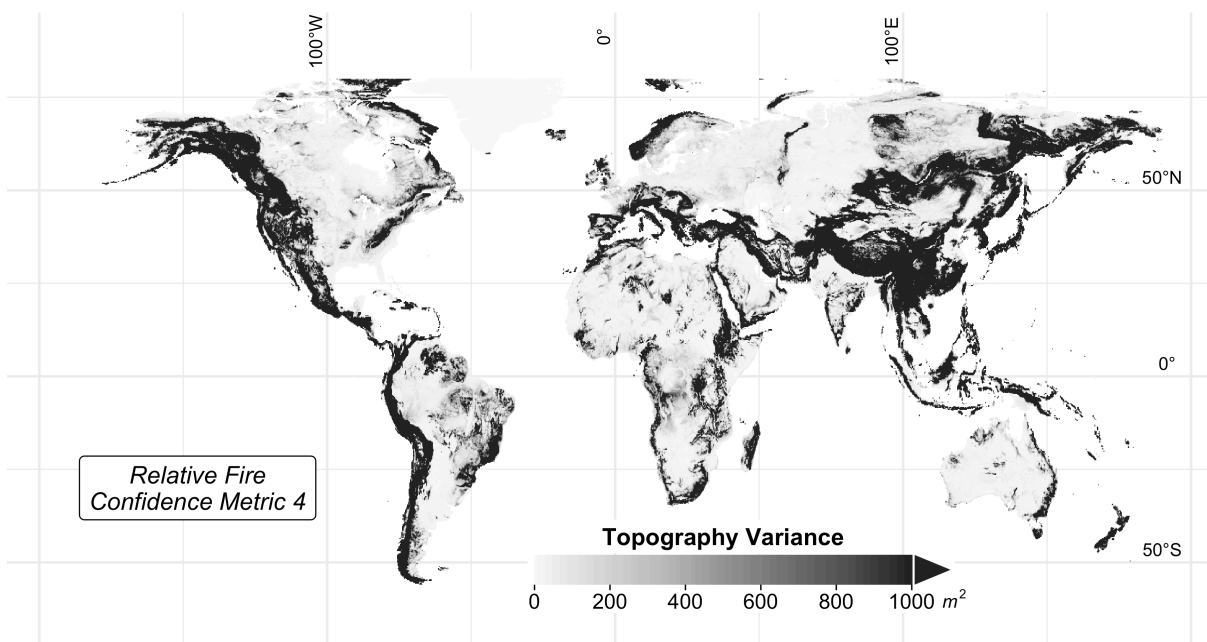 100°W
0°
100°E
50°N
0°
50°S
Relative Fire
Confidence Metric 4
Topography Variance
0 200 400 600 800 1000 m²